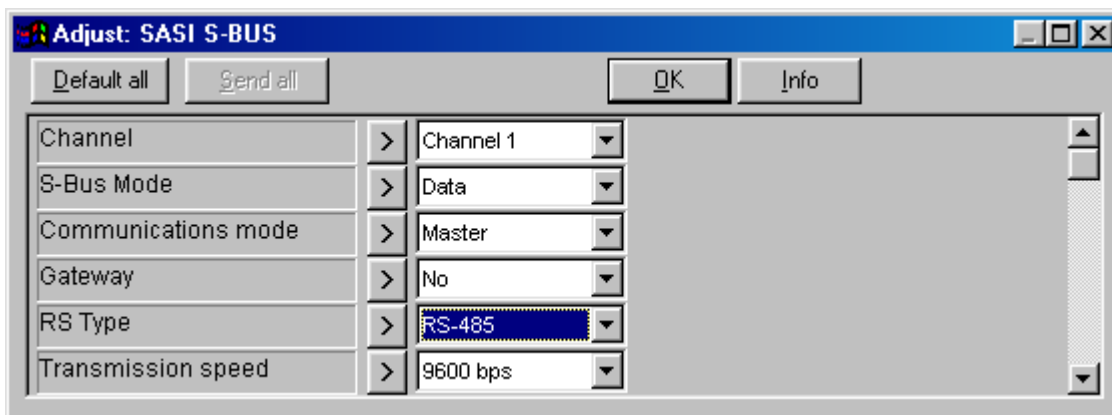 Adjust: SASI S-BUS
Default all Send all OK Info
Channel > Channel 1
S-Bus Mode > Data
Communications mode > Master
Gateway > No
RS Type > RS-485
Transmission speed > 9600 bps